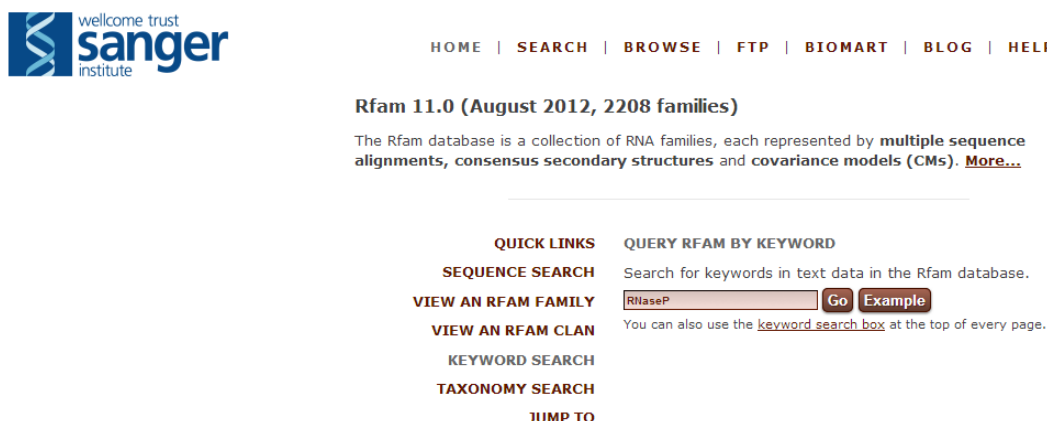 wellcome trust
sanger
institute
HOME | SEARCH | BROWSE | FTP | BIOMART | BLOG | HELP
Rfam 11.0 (August 2012, 2208 families)
The Rfam database is a collection of RNA families, each represented by multiple sequence
alignments, consensus secondary structures and covariance models (CMs). More...
QUICK LINKS
SEQUENCE SEARCH
VIEW AN RFAM FAMILY
VIEW AN RFAM CLAN
KEYWORD SEARCH
TAXONOMY SEARCH
JUMP TO
QUERY RFAM BY KEYWORD
Search for keywords in text data in the Rfam database.
RNaseP Go Example
You can also use the keyword search box at the top of every page.